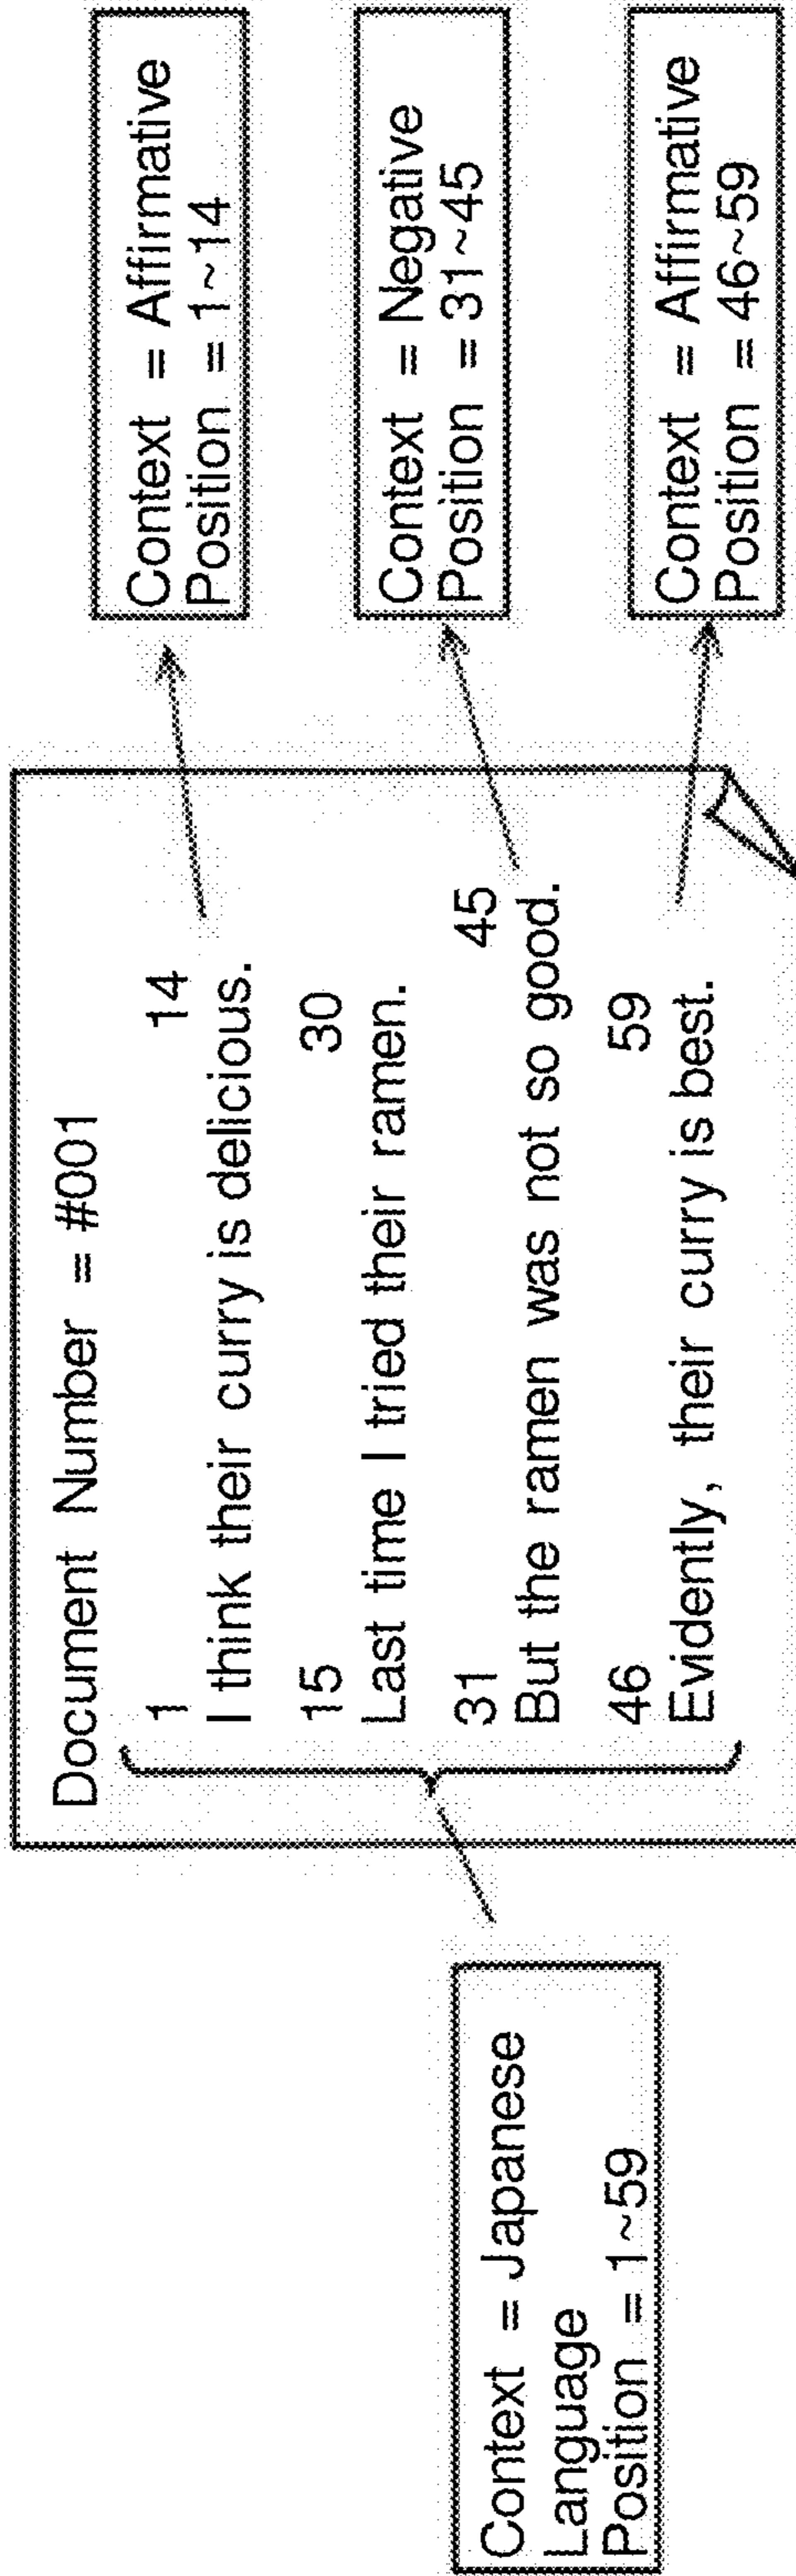 Context = Japanese
Language
Position = 1~59
Document Number = #001
1 14
I think their curry is delicious.
15 30
Last time I tried their ramen.
31 45
But the ramen was not so good.
46 59
Evidently, their curry is best.
Context = Affirmative
Position = 1~14
Context = Negative
Position = 31~45
Context = Affirmative
Position = 46~59